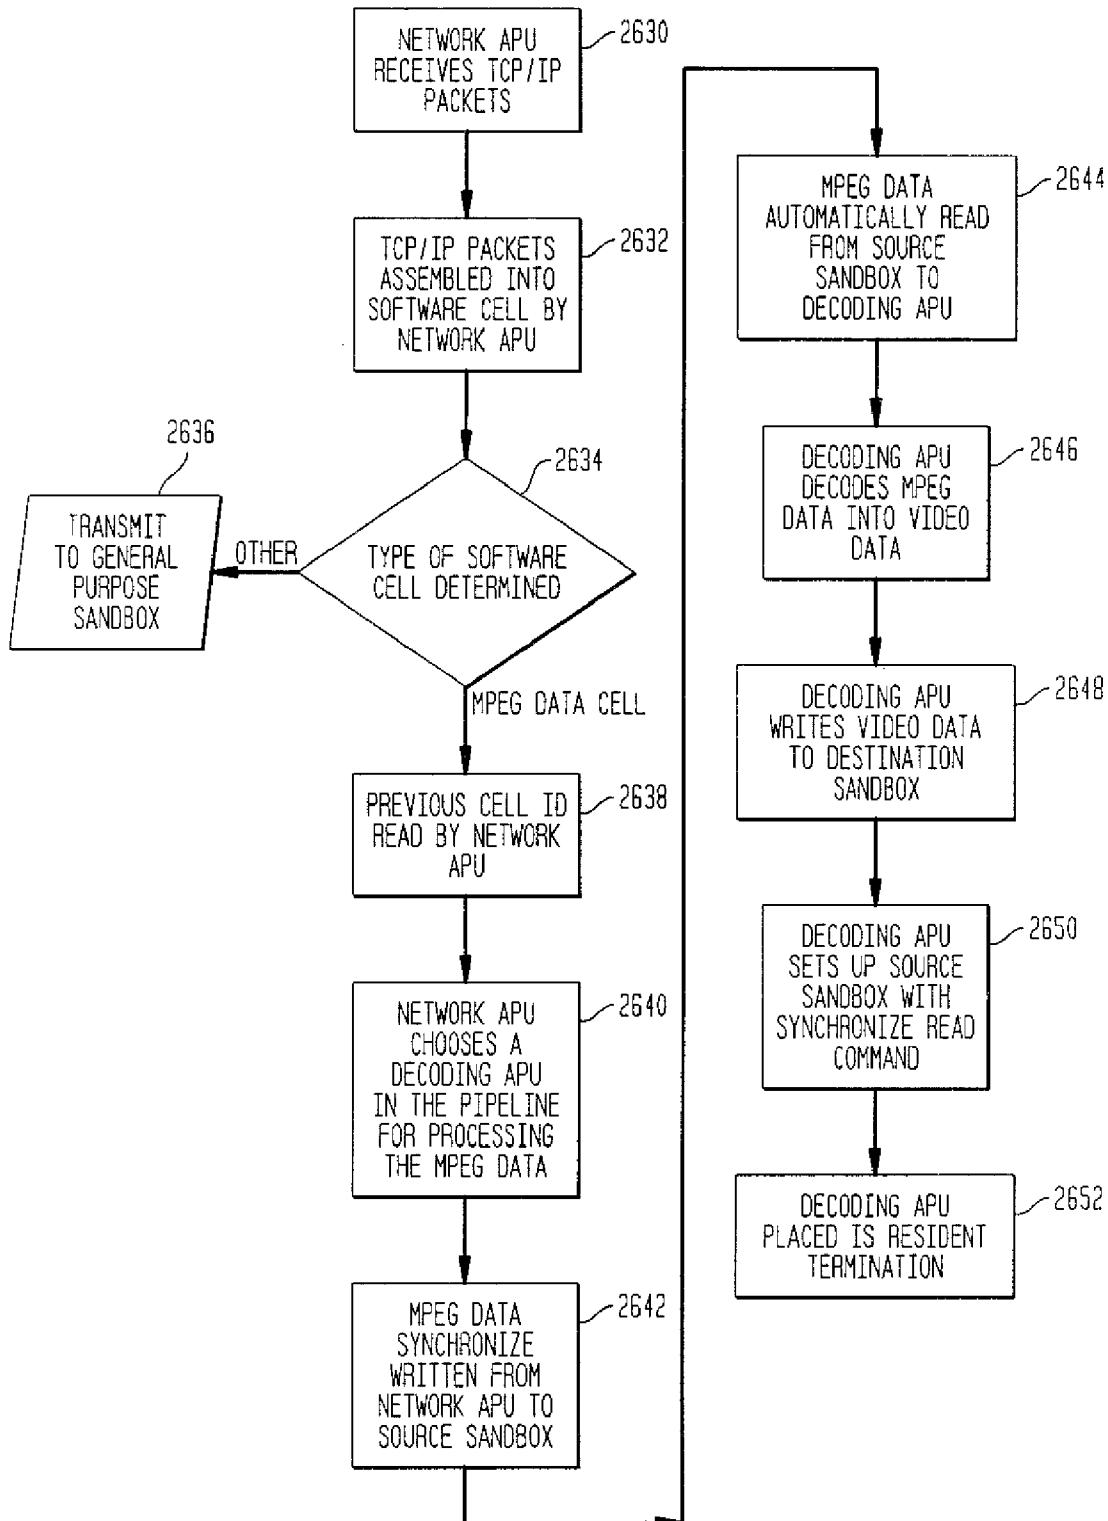 NETWORK APU
RECEIVES TCP/IP
PACKETS
2630
TCP/IP PACKETS
ASSEMBLED INTO
SOFTWARE CELL BY
NETWORK APU
2632
TYPE OF SOFTWARE
CELL DETERMINED
2634
OTHER
TRANSMIT
TO GENERAL
PURPOSE
SANDBOX
2636
MPEG DATA CELL
PREVIOUS CELL ID
READ BY NETWORK
APU
2638
NETWORK APU
CHOOSES A
DECODING APU
IN THE PIPELINE
FOR PROCESSING
THE MPEG DATA
2640
MPEG DATA
SYNCHRONIZE
WRITTEN FROM
NETWORK APU TO
SOURCE SANDBOX
2642
MPEG DATA
AUTOMATICALLY READ
FROM SOURCE
SANDBOX TO
DECODING APU
2644
DECODING APU
DECODES MPEG
DATA INTO VIDEO
DATA
2646
DECODING APU
WRITES VIDEO DATA
TO DESTINATION
SANDBOX
2648
DECODING APU
SETS UP SOURCE
SANDBOX WITH
SYNCHRONIZE READ
COMMAND
2650
DECODING APU
PLACED IS RESIDENT
TERMINATION
2652